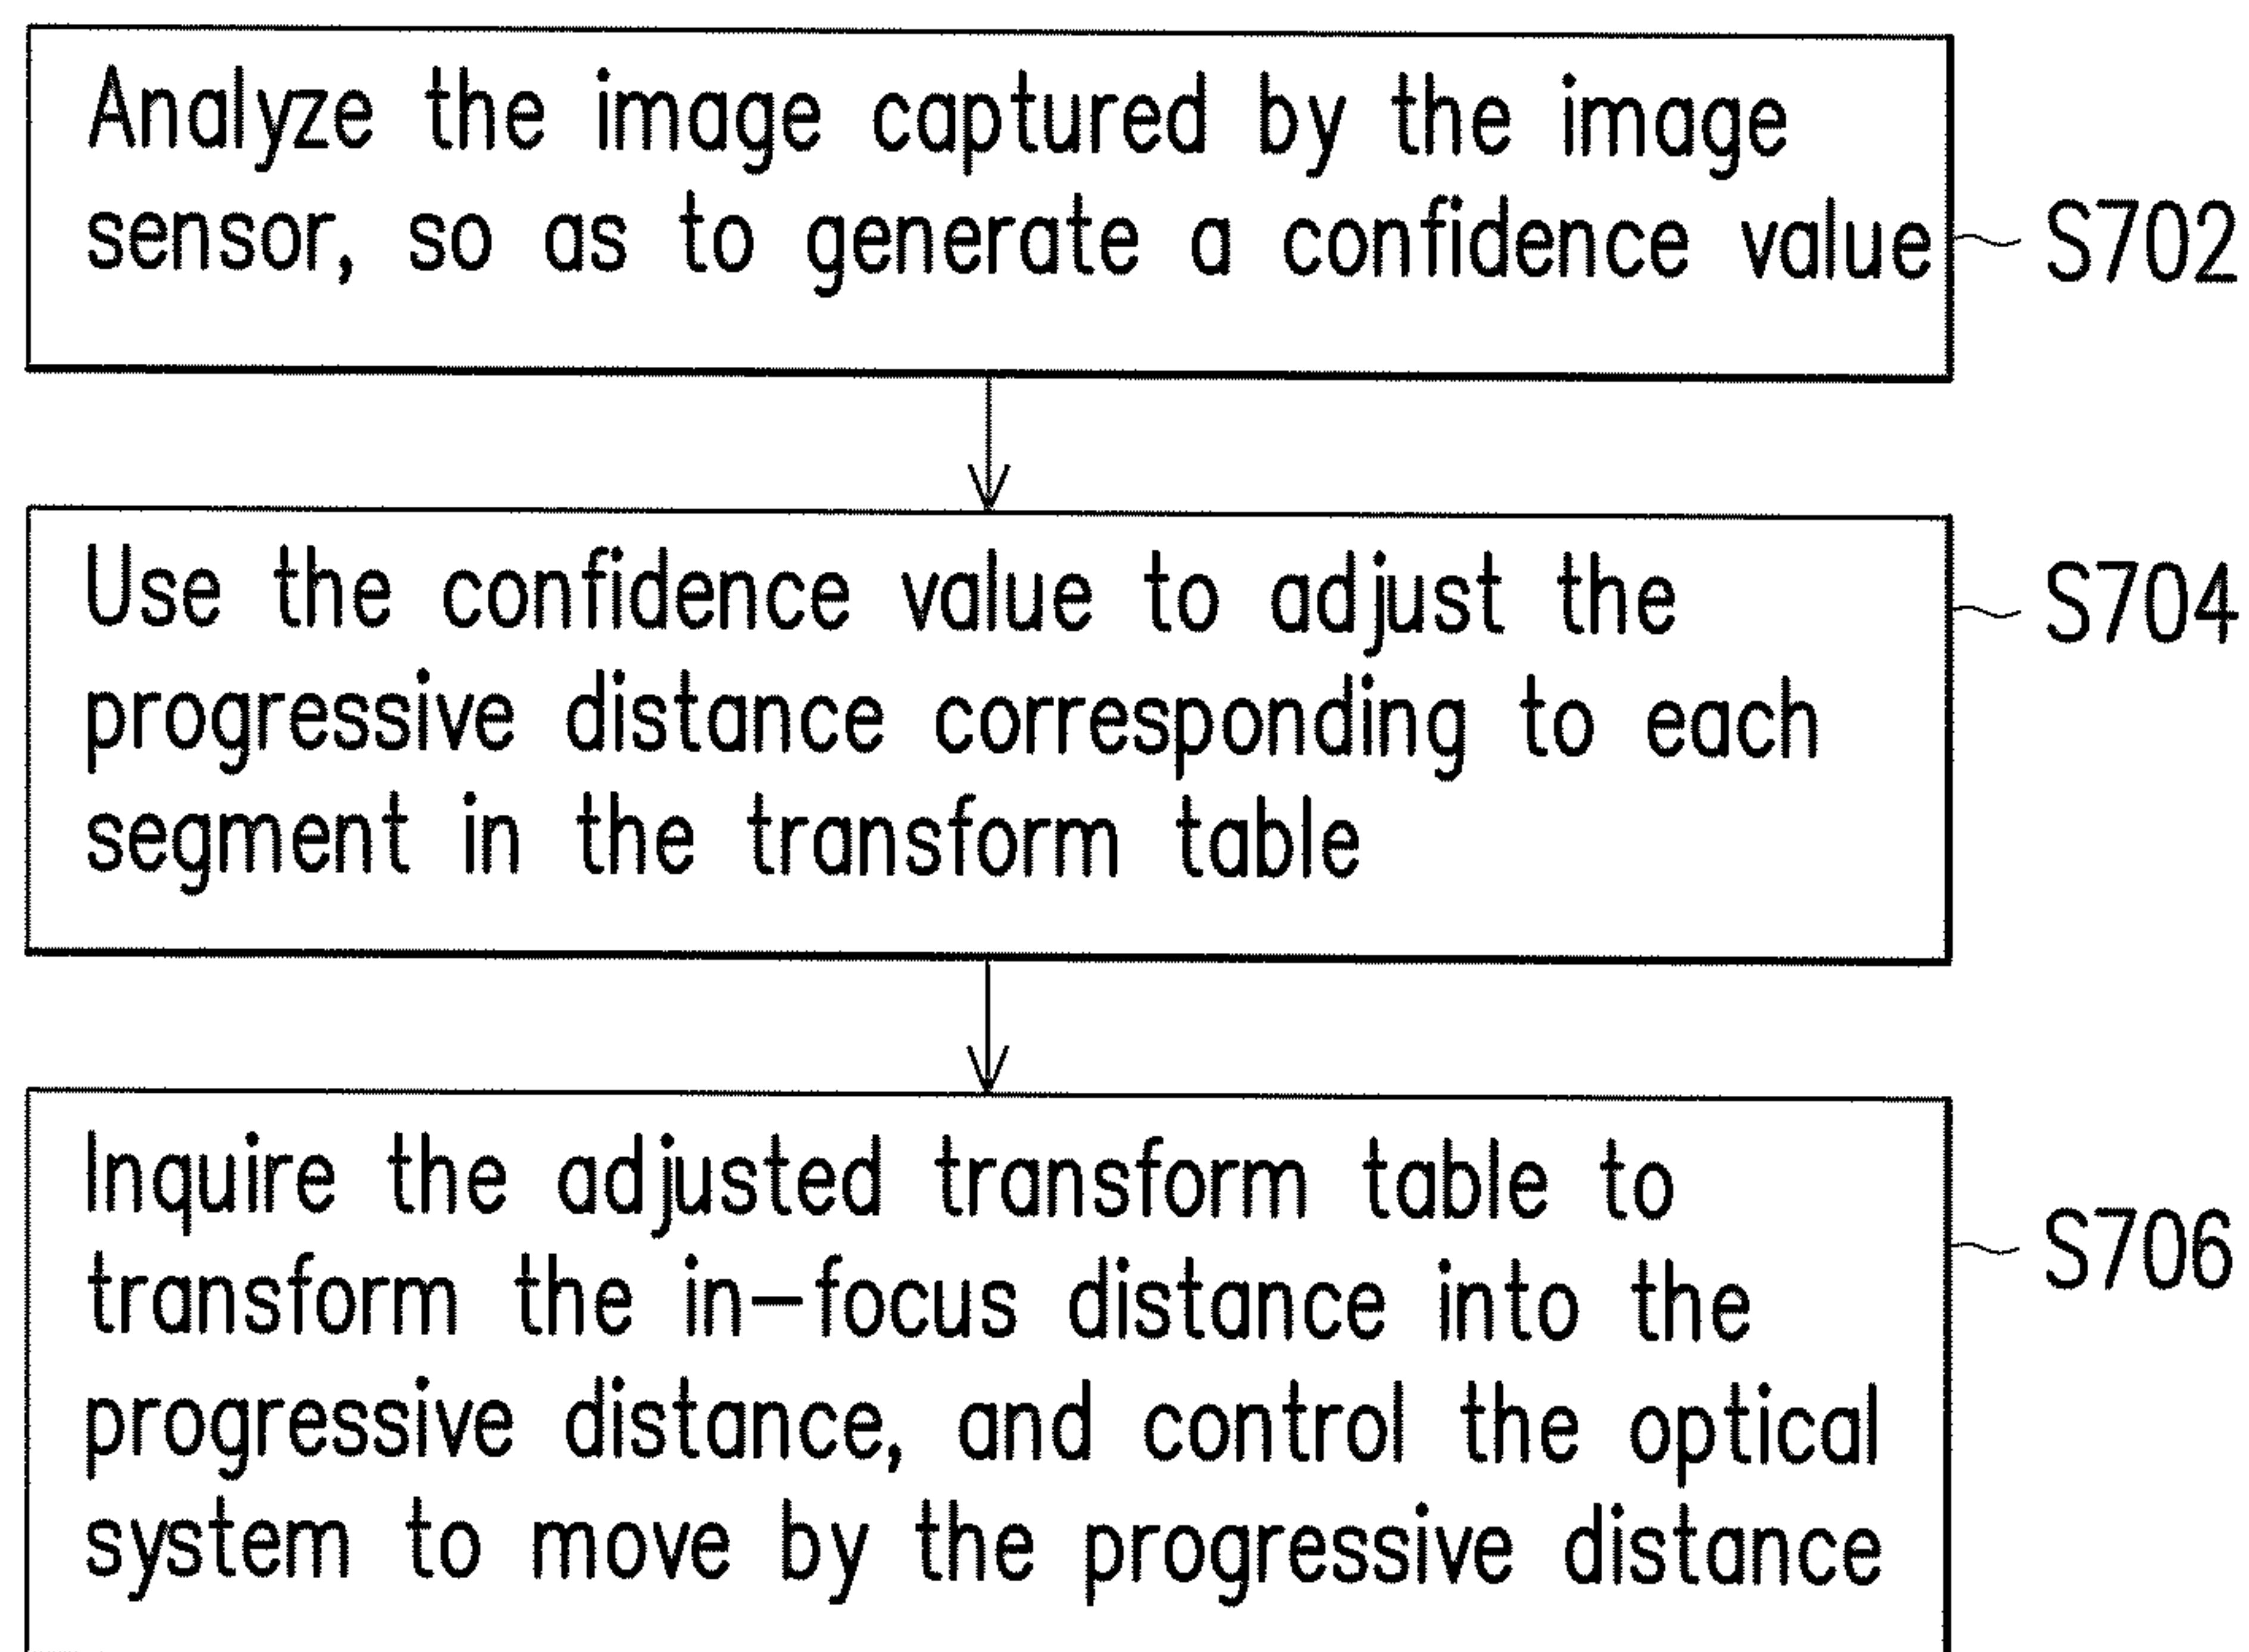 Analyze the image captured by the image
sensor, so as to generate a confidence value
S702
Use the confidence value to adjust the
progressive distance corresponding to each
segment in the transform table
S704
Inquire the adjusted transform table to
transform the in-focus distance into the
progressive distance, and control the optical
system to move by the progressive distance
S706